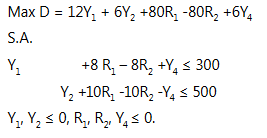 Max D = 12Y₁ + 6Y₂ +80R₁ -80R₂ +6Y₄
S.A.
Y₁ +8 R₁ – 8R₂ +Y₄ ≤ 300
Y₂ +10R₁ -10R₂ -Y₄ ≤ 500
Y₁, Y₂ ≤ 0, R₁, R₂, Y₄ ≤ 0.